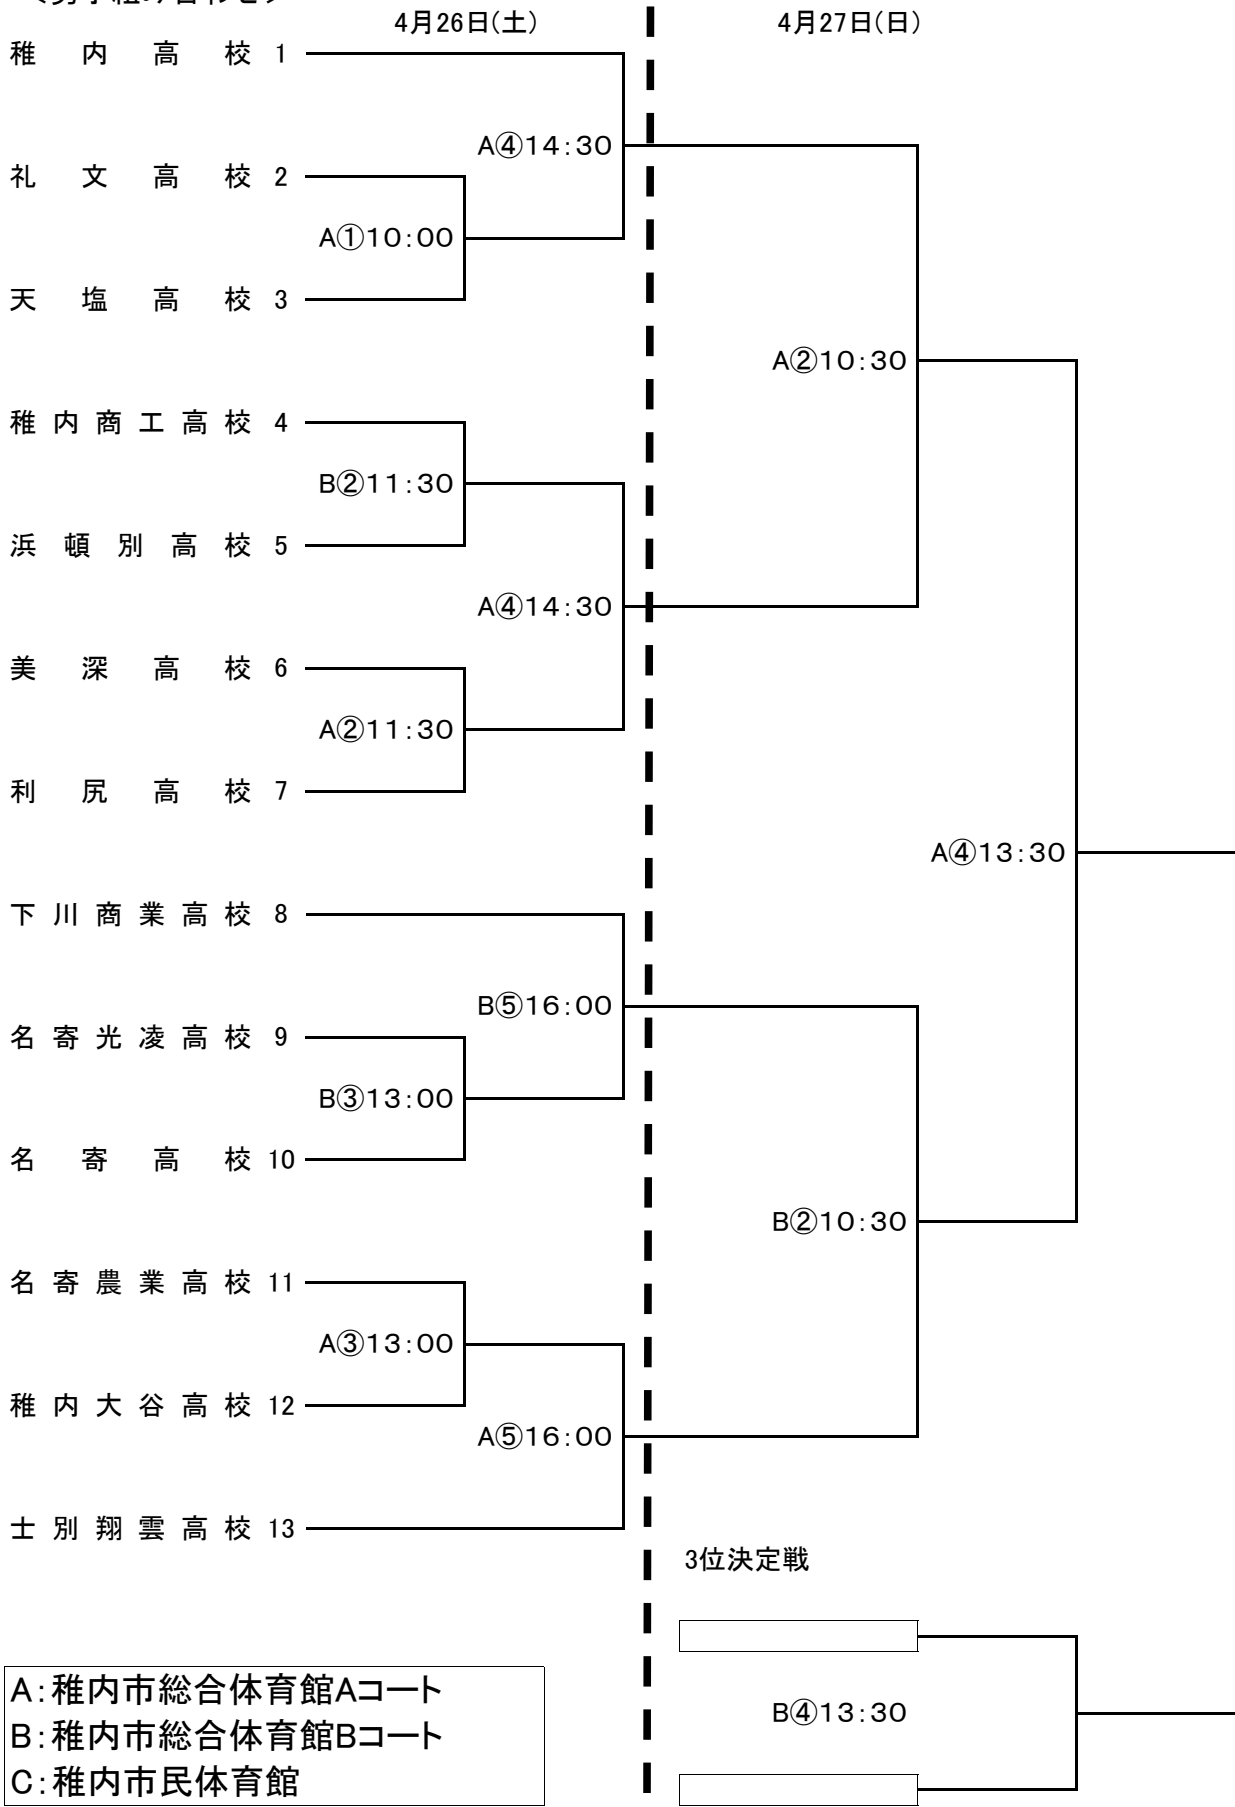 4月26日(土)
4月27日(日)
稚内高校 1
A④14:30
礼文高校 2
A①10:00
天塩高校 3
A②10:30
稚内商工高校 4
B②11:30
浜頓別高校 5
A④14:30
美深高校 6
A②11:30
利尻高校 7
A④13:30
下川商業高校 8
B⑤16:00
名寄光凌高校 9
B③13:00
名寄高校 10
B②10:30
名寄農業高校 11
A③13:00
稚内大谷高校 12
A⑤16:00
士別翔雲高校 13
3位決定戦
B④13:30
A:稚内市総合体育館Aコート
B:稚内市総合体育館Bコート
C:稚内市民体育館